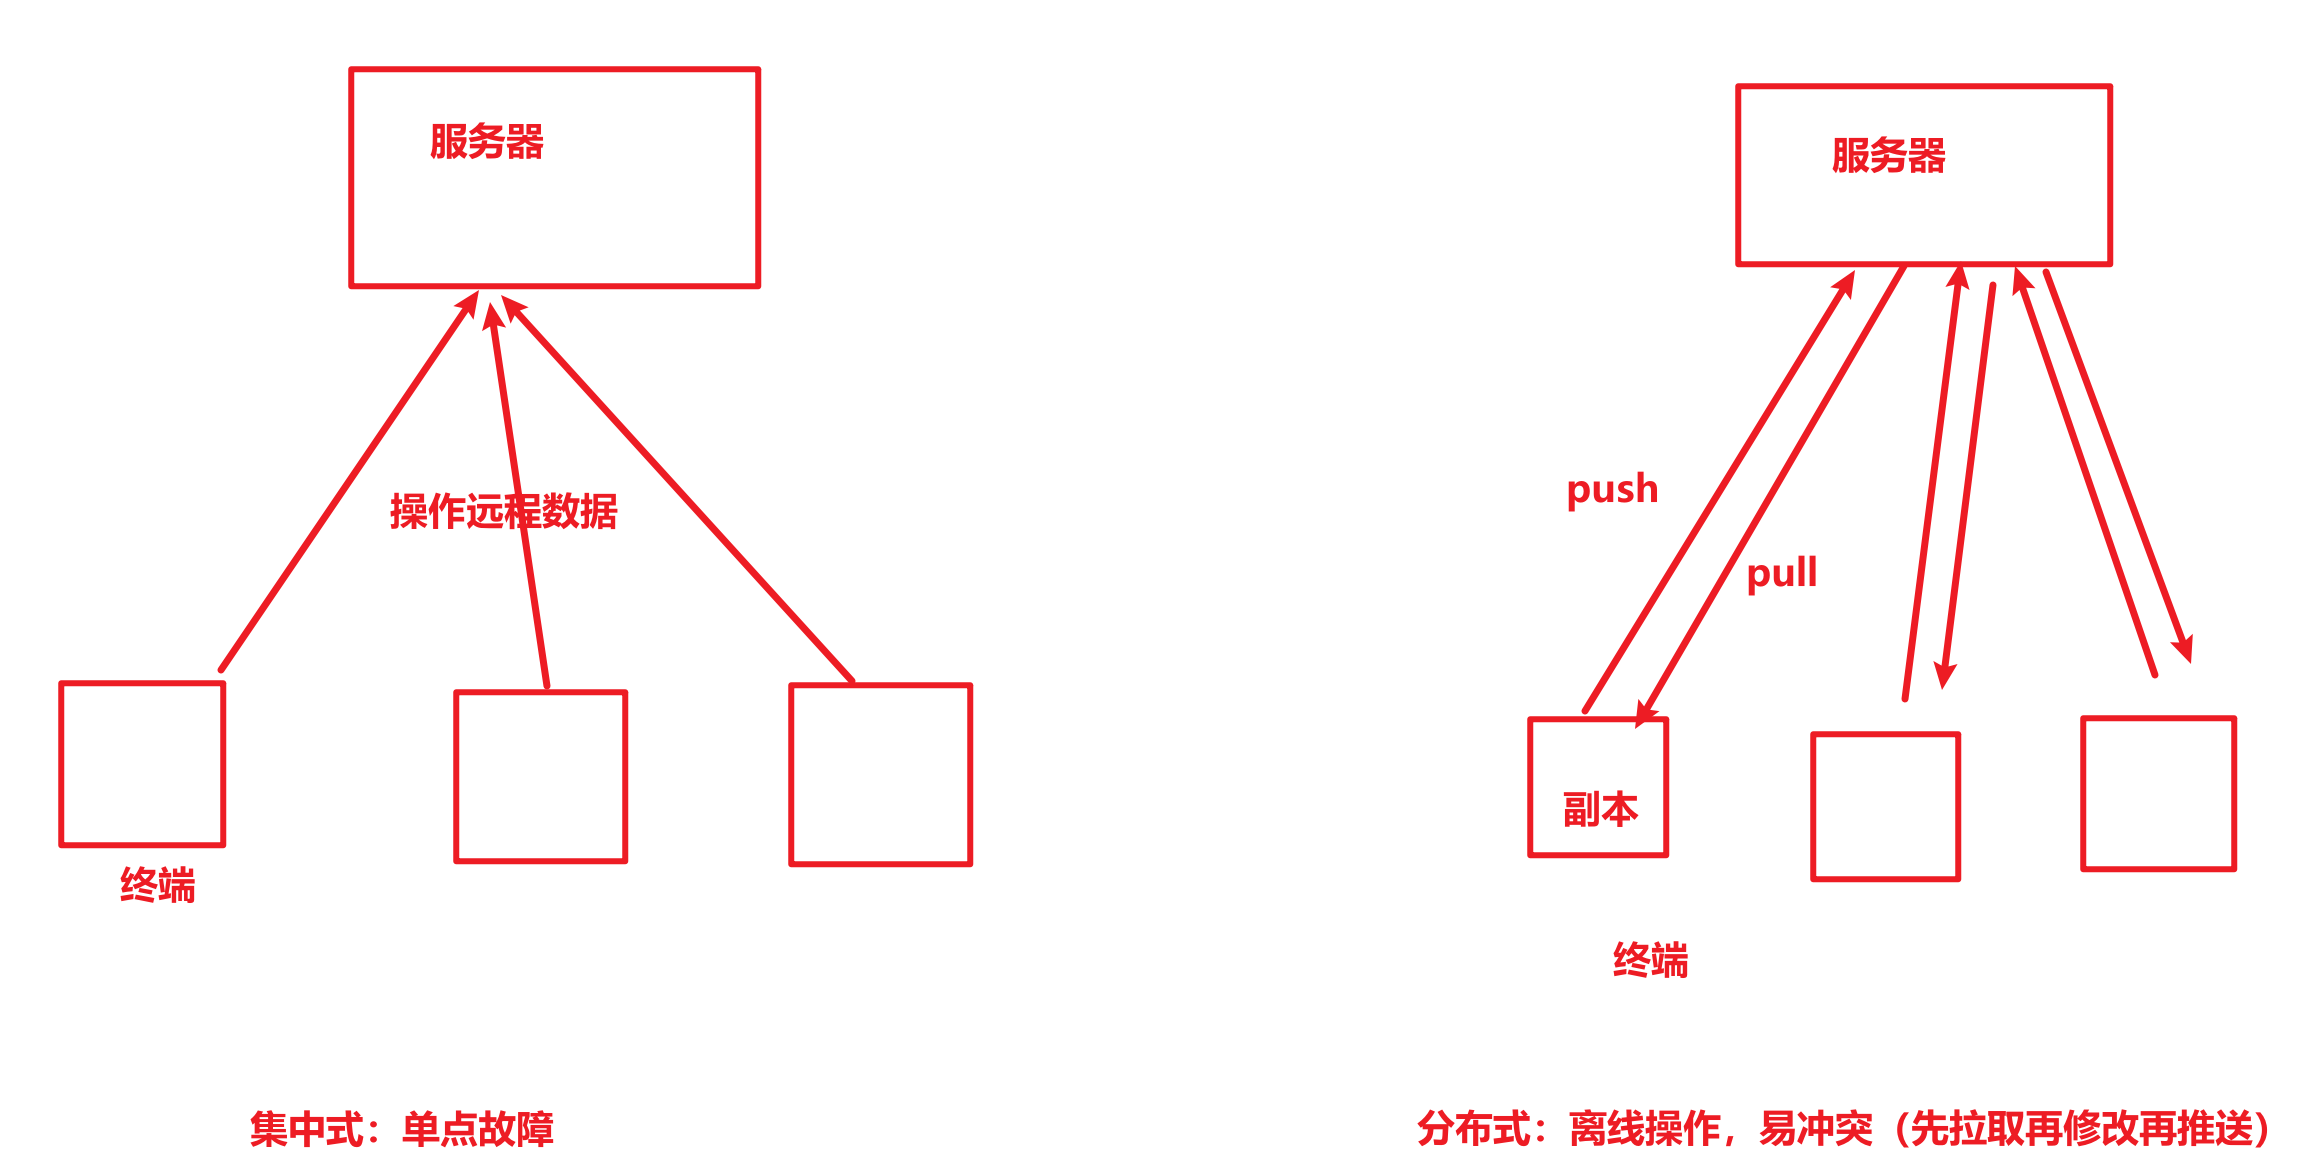 服务器
操作远程数据
终端
集中式：单点故障
服务器
push
pull
副本
终端
分布式：离线操作，易冲突（先拉取再修改再推送）